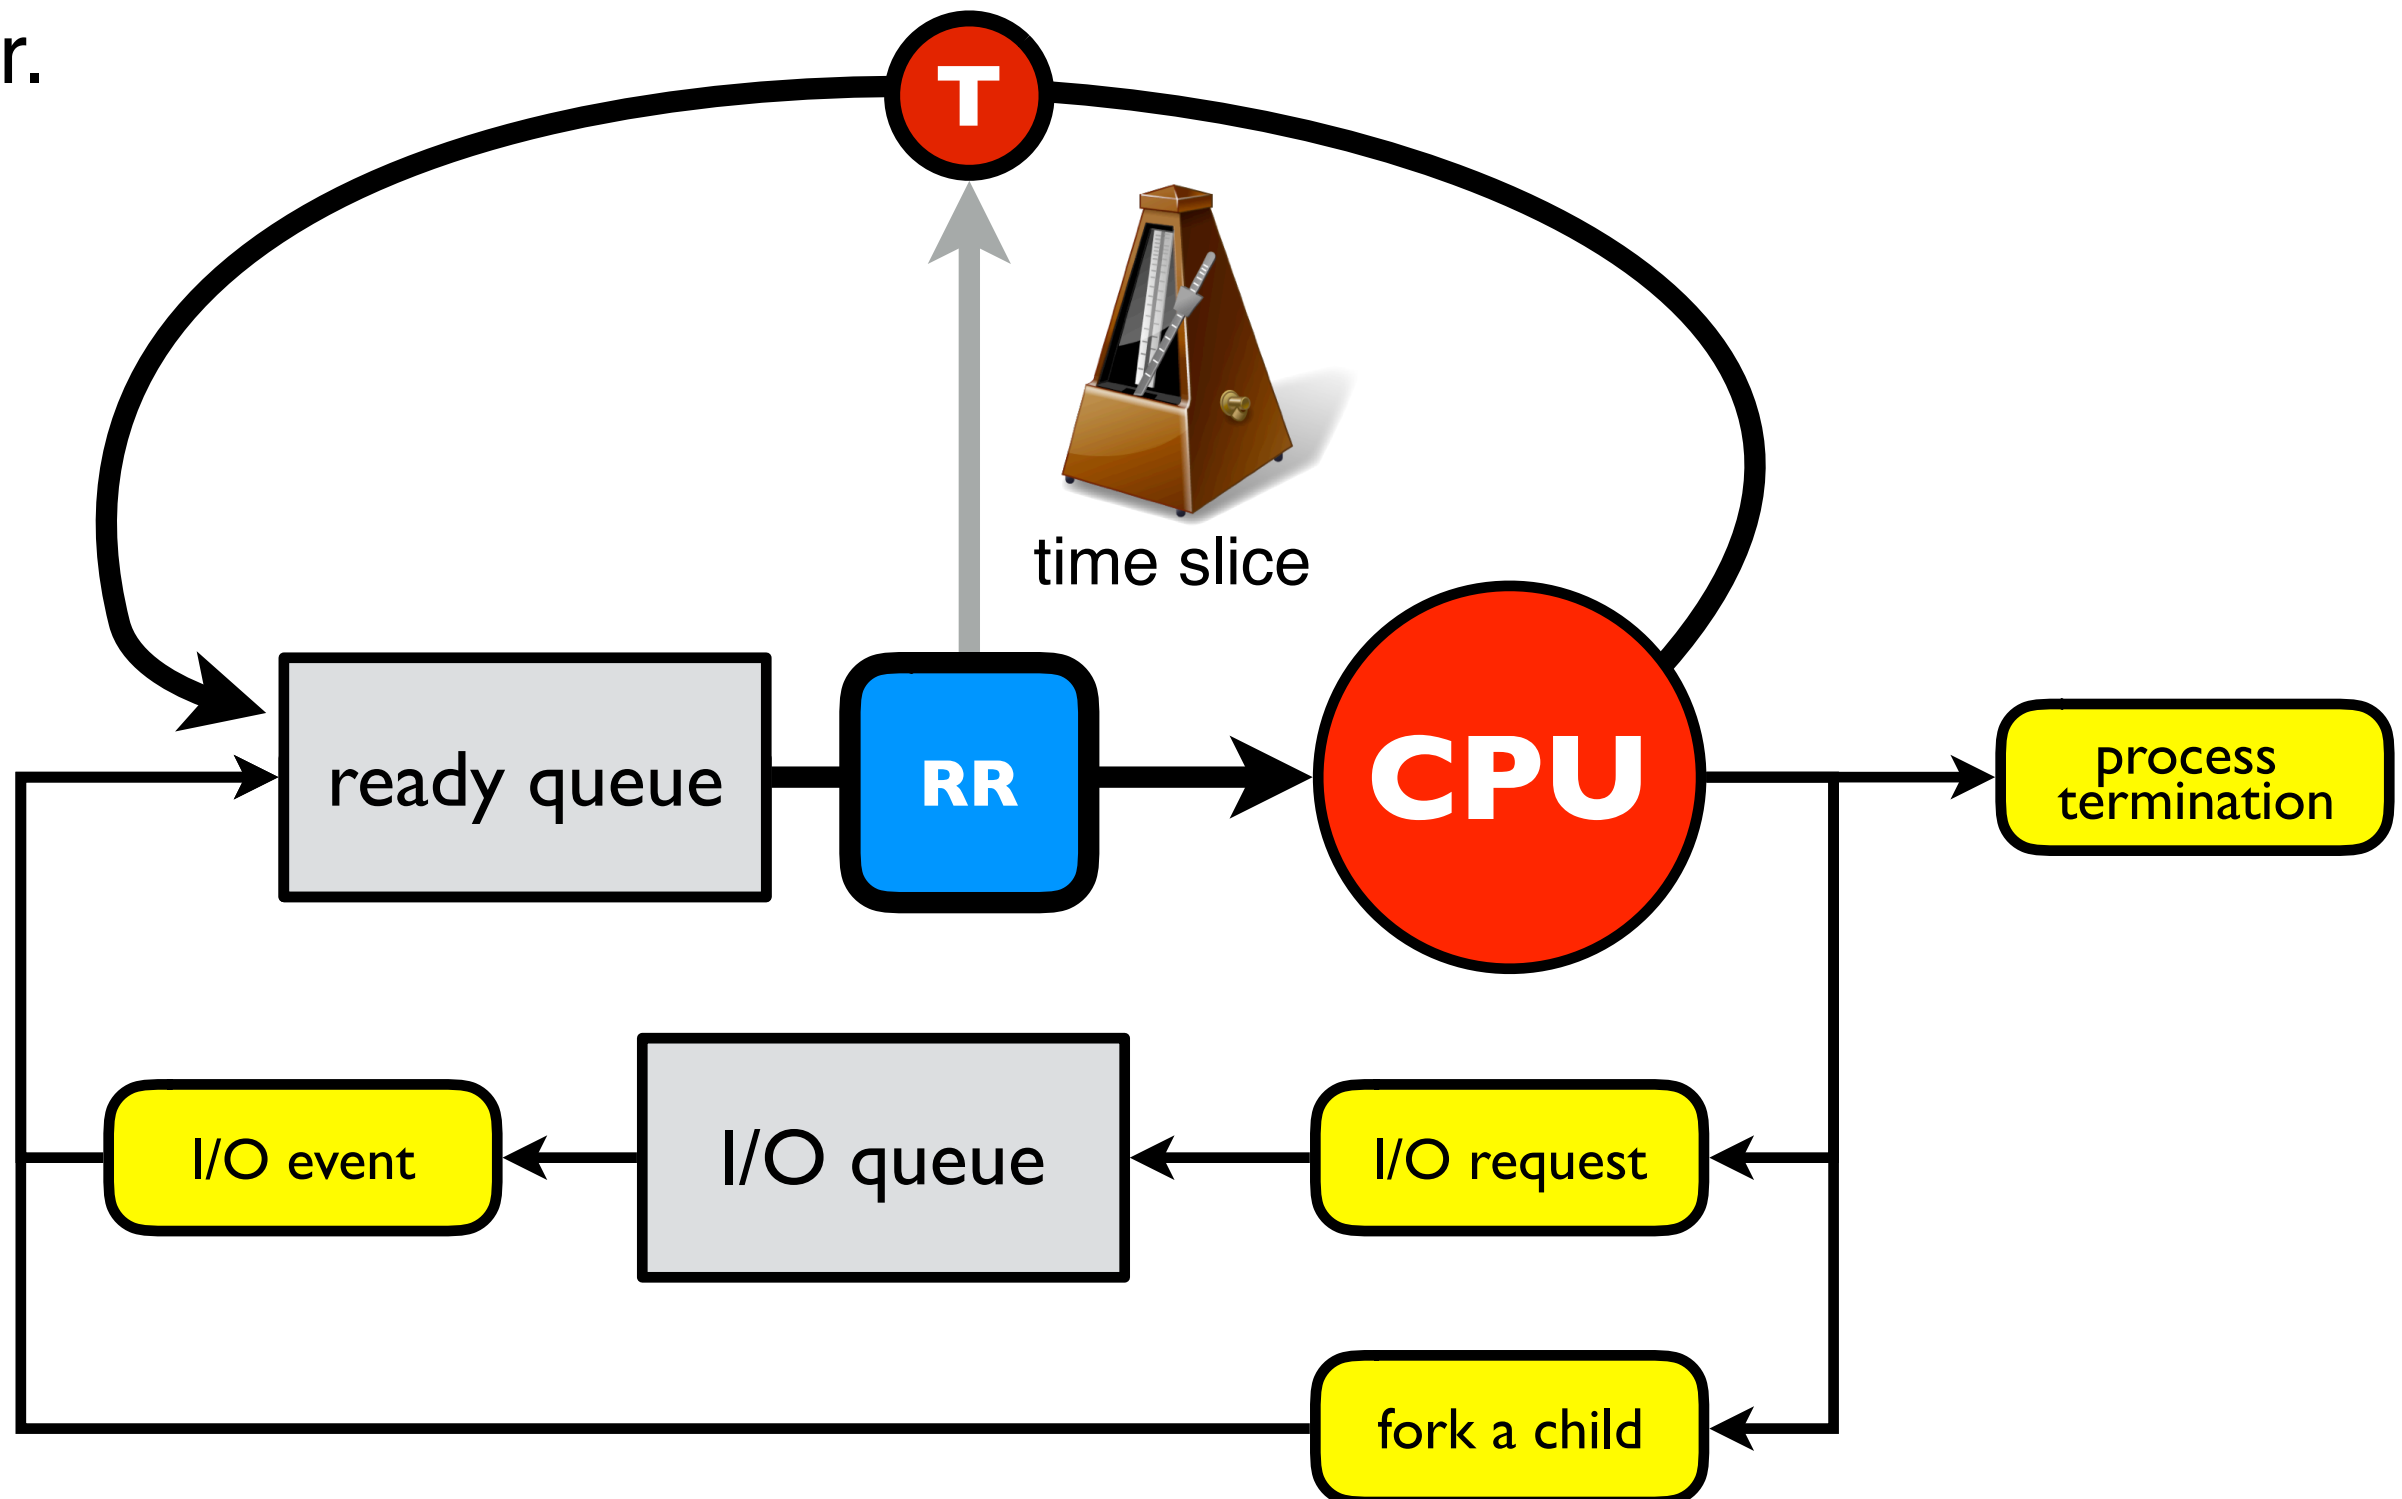 r.
T
time slice
ready queue
RR
CPU
process
termination
I/O event
I/O queue
I/O request
fork a child